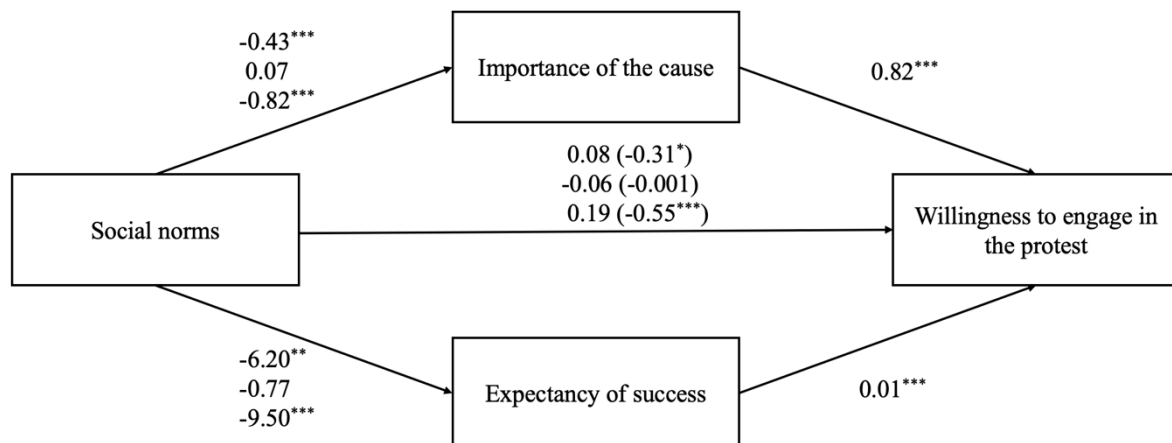 -0.43***
0.07
-0.82***
Importance of the cause
0.82***
0.08 (-0.31*)
-0.06 (-0.001)
0.19 (-0.55***)
Social norms
Willingness to engage in
the protest
-6.20**
-0.77
-9.50***
Expectancy of success
0.01***